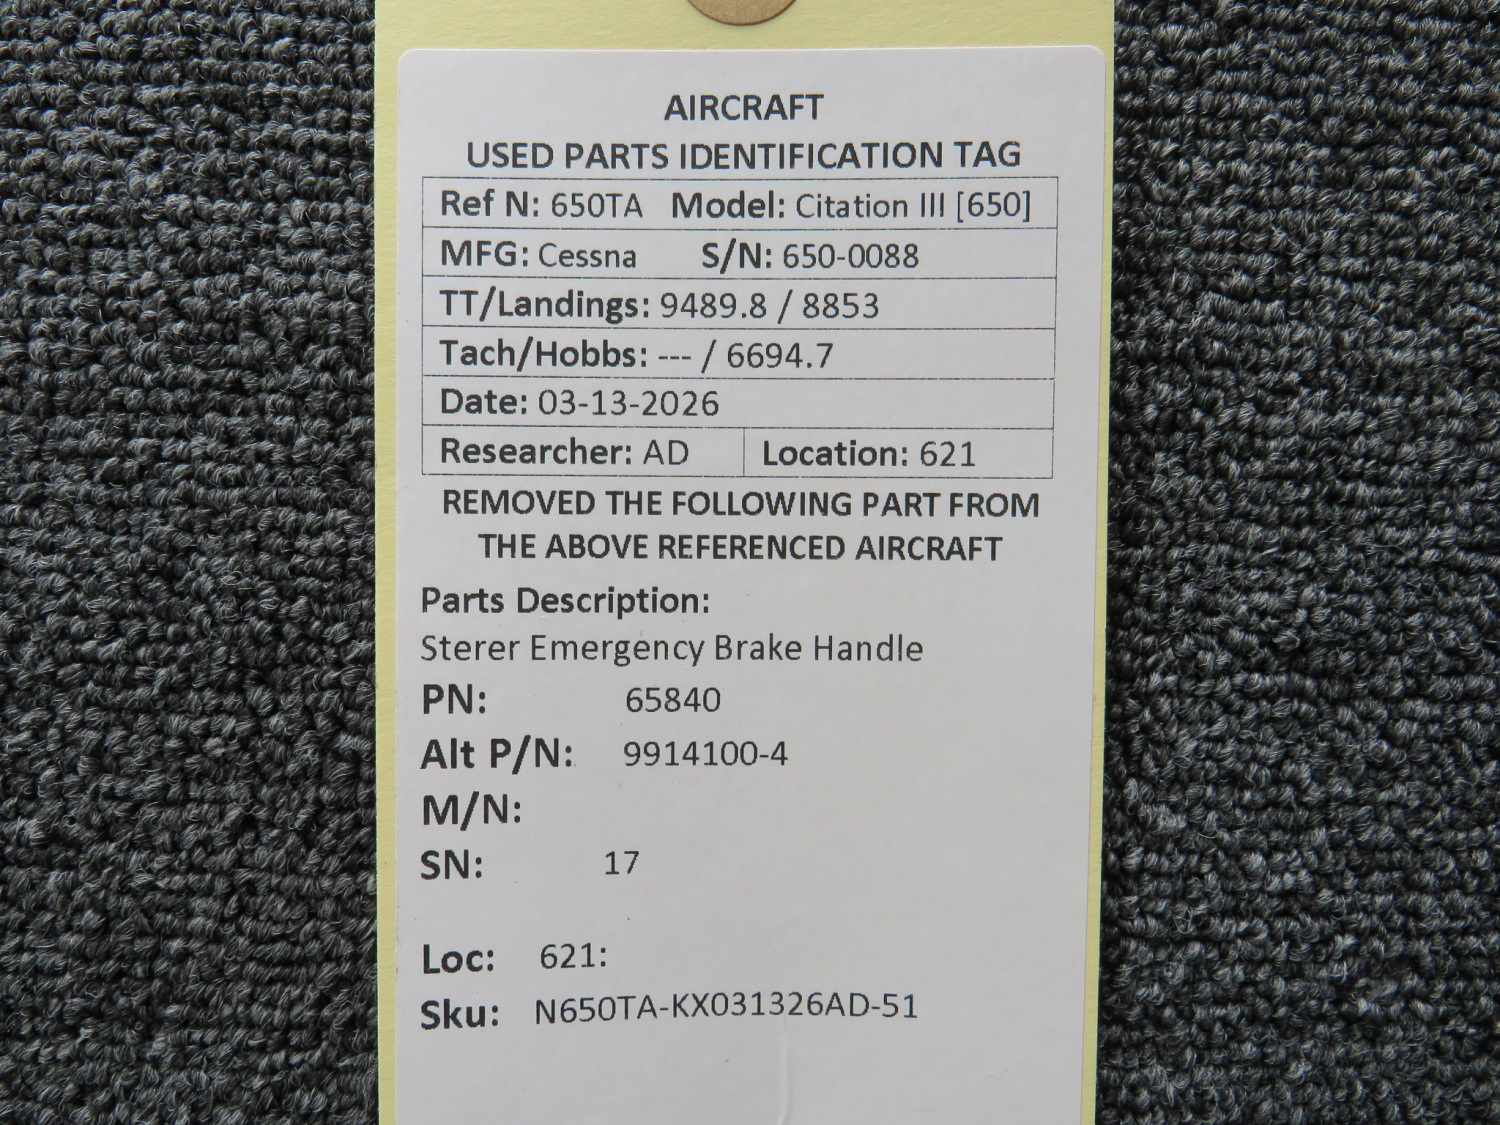 AIRCRAFT
USED PARTS IDENTIFICATION TAG
Ref N: 650TA Model: Citation III [650]
MFG: Cessna S/N: 650-0088
TT/Landings: 9489.8 / 8853
Tach/Hobbs: --- / 6694.7
Date: 03-13-2026
Researcher: AD Location: 621
REMOVED THE FOLLOWING PART FROM
THE ABOVE REFERENCED AIRCRAFT
Parts Description:
Sterer Emergency Brake Handle
PN: 65840
Alt P/N: 9914100-4
M/N:
SN: 17
Loc: 621:
Sku: N650TA-KX031326AD-51